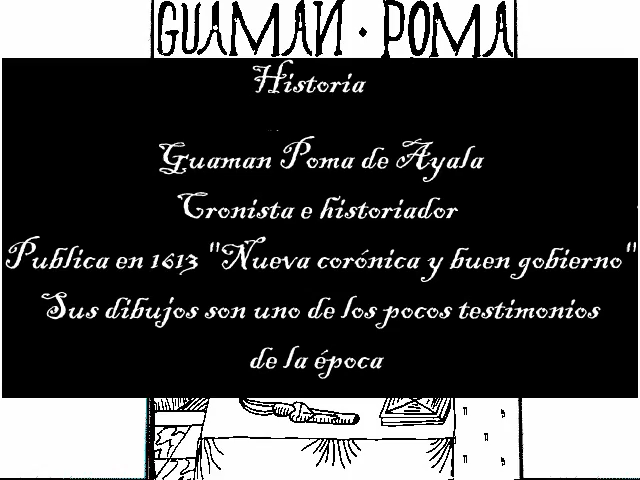 GUAMAN · POMA
Historia
Guaman Poma de Ayala
Cronista e historiador
Publica en 1613 "Nueva corónica y buen gobierno"
Sus dibujos son uno de los pocos testimonios
de la época